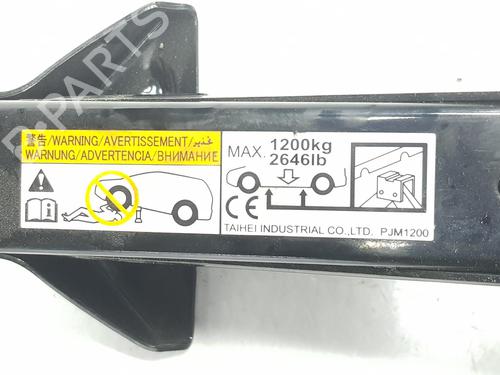 B-PARTS
警告/WARNING/AVERTISSEMENT/تحذير
WARNUNG/ADVERTENCIA/ВНИМАНИЕ
MAX. 1200kg
2646lb
CE
TAIHEI INDUSTRIAL CO.,LTD. PJM1200